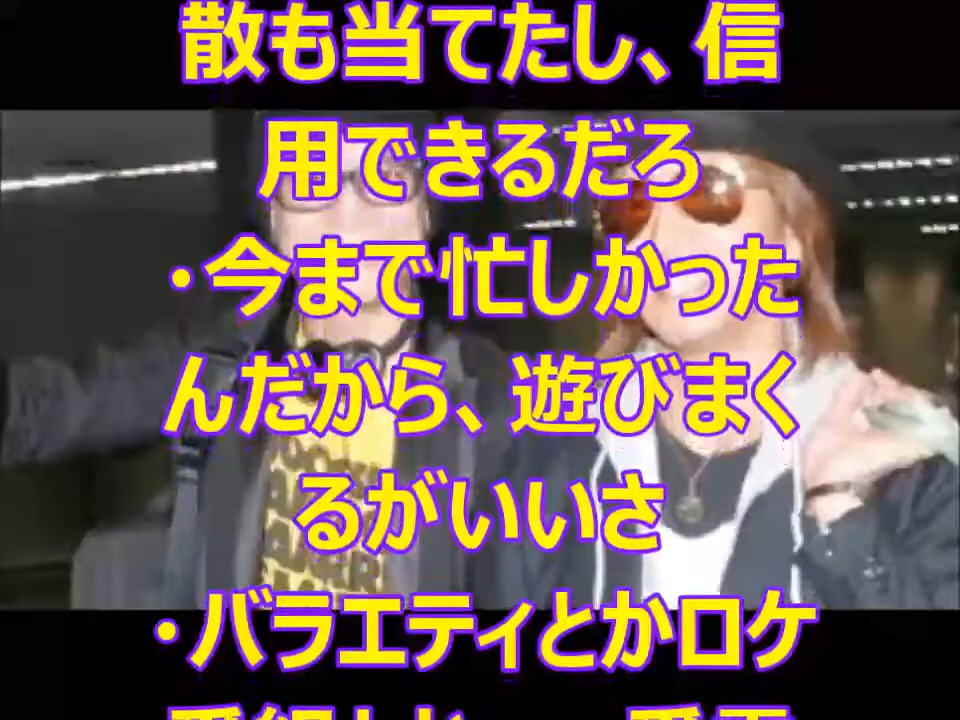 散も当てたし、信
用できるだろ
・今まで忙しかった
んだから、遊びまく
るがいいさ
・バラエティとかロケ